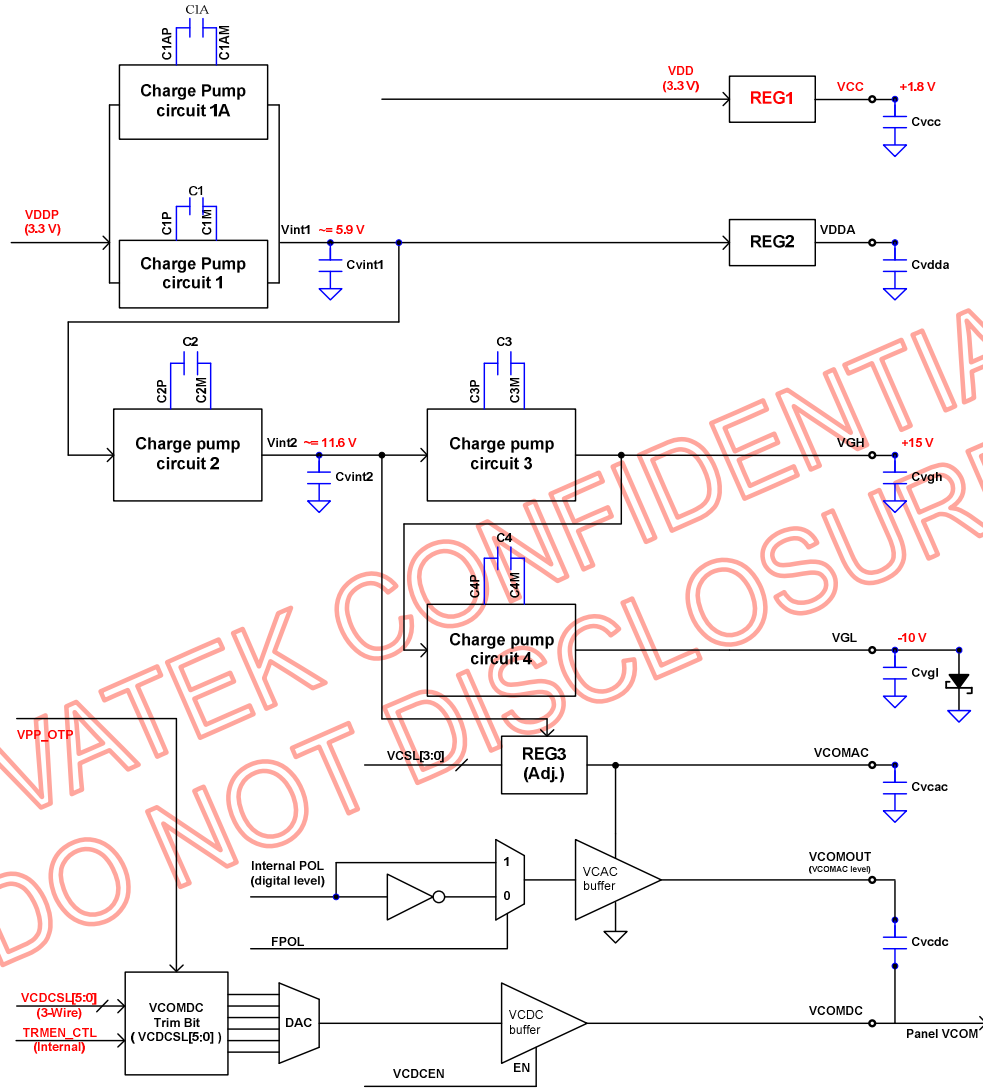 C1A
C1AP
C1AM
Charge Pump
circuit 1A
VDD
(3.3 V)
REG1
VCC
+1.8 V
Cvcc
C1
C1P
C1M
VDDP
(3.3 V)
Charge Pump
circuit 1
Vint1 ~= 5.9 V
Cvint1
REG2
VDDA
Cvdda
C2
C2P
C2M
C3
C3P
C3M
Charge pump
circuit 2
Vint2 ~= 11.6 V
Cvint2
Charge pump
circuit 3
VGH
+15 V
Cvgh
C4
C4P
C4M
Charge pump
circuit 4
VGL
-10 V
Cvgl
VPP_OTP
VCSL[3:0]
REG3
(Adj.)
VCOMAC
Cvcac
Internal POL
(digital level)
1
0
VCAC
buffer
VCOMOUT
(VCOMAC level)
FPOL
Cvcdc
VCDCSL[5:0]
(3-Wire)
TRMEN_CTL
(Internal)
VCOMDC
Trim Bit
( VCDCSL[5:0] )
DAC
VCDC
buffer
EN
VCDCEN
VCOMDC
Panel VCOM
VATEK CONFIDENTIA
DO NOT DISCLOSURE